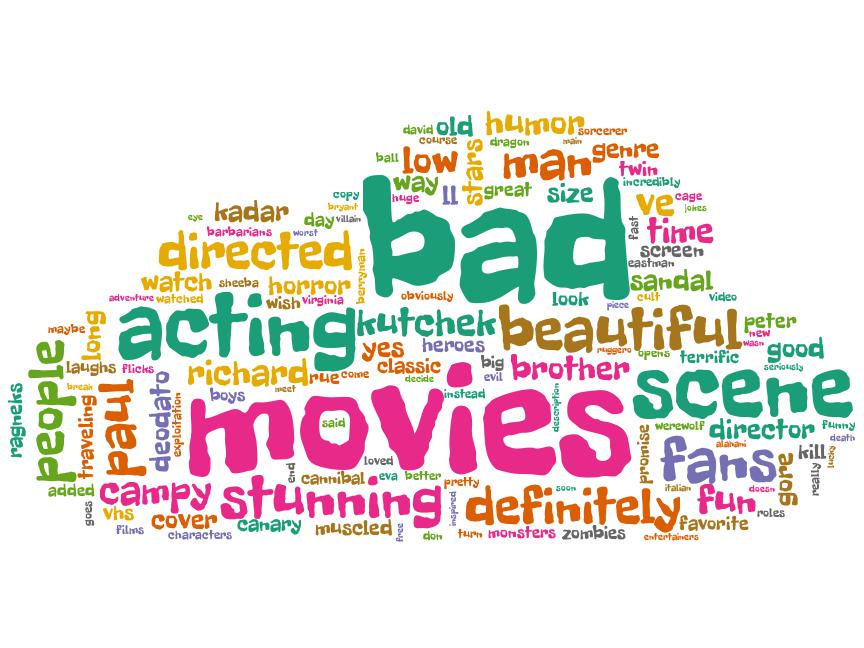 david old humor sorcerer
course dragon main
ball low stars man genre
twin
way ll great size incredibly
copy huge ve cage
jokes
kadar bryant
eye day villain bad fast time
barbarians worst screen
directed eastman
berryman
watch sheeba horror sandal
obviously look cult video
adventure watched wish virginia piece
acting kutchek beautiful peter
maybe long new
wasn
yes heroes ruggero opens terrific good
people laughs flicks classic big brother seriously
richard rue come decide evil
ragneks break meet
paul deodato boys movies instead scene
traveling exploitation description
said werewolf director funny
alabani death
loved promise fans kill lucky
end cannibal eva better really
added campy stunning pretty soon italian doesn gore
goes vhs inspired definitely fun roles
films cover canary muscled free favorite
characters don turn monsters zombies entertainers